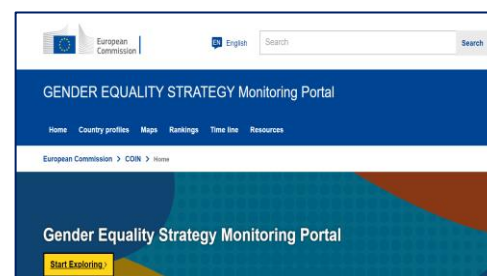 European
Commission
EN English
Search
Search
GENDER EQUALITY STRATEGY Monitoring Portal
Home Country profiles Maps Rankings Time line Resources
European Commission > COIN > Home
Gender Equality Strategy Monitoring Portal
Start Exploring >